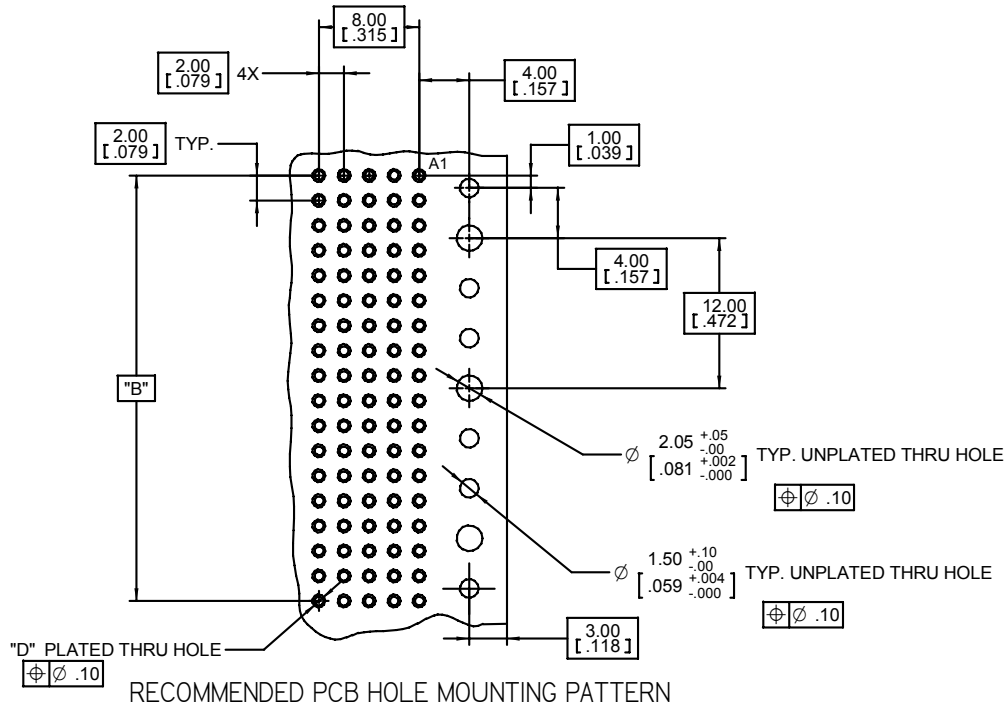 8.00
[.315]
2.00
[.079]
4X
4.00
[.157]
2.00
[.079]
TYP.
1.00
[.039]
A1
4.00
[.157]
12.00
[.472]
"B"
Ø 2.05 +.05 -.00
[.081 +.002 -.000]
TYP. UNPLATED THRU HOLE
⌖ Ø .10
Ø 1.50 +.10 -.00
[.059 +.004 -.000]
TYP. UNPLATED THRU HOLE
⌖ Ø .10
3.00
[.118]
"D" PLATED THRU HOLE
⌖ Ø .10
RECOMMENDED PCB HOLE MOUNTING PATTERN